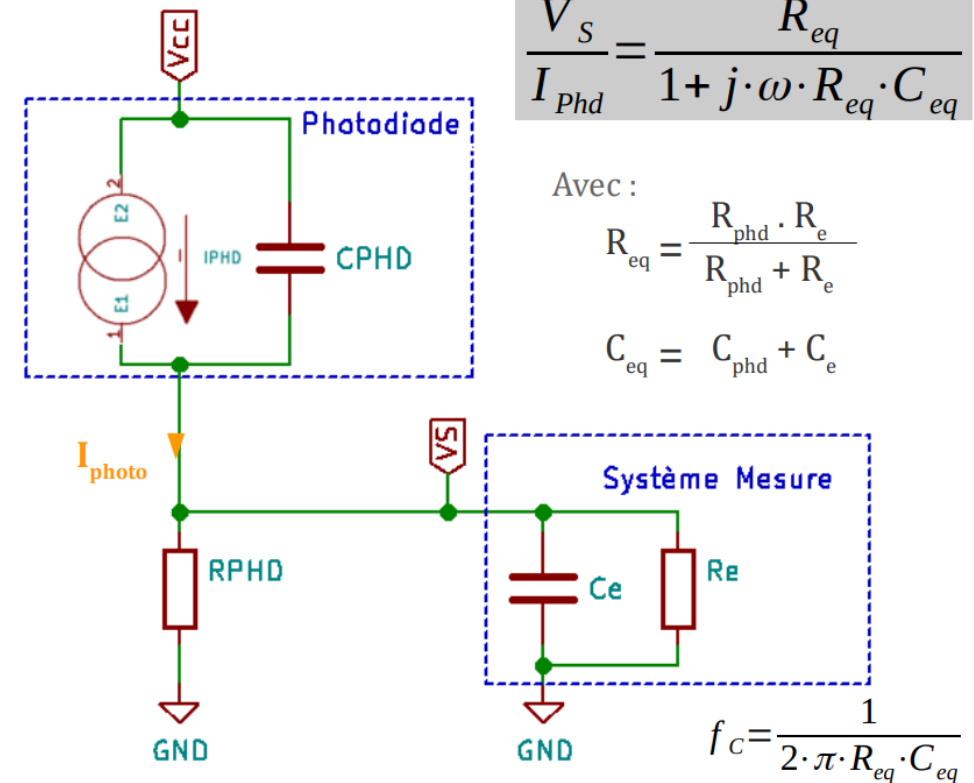 Vcc
V_S / I_Phd = R_eq / (1 + j·ω·R_eq·C_eq)
Photodiode
2
E2
I
IPHD
CPHD
E1
1
Avec :
R_eq = (R_phd . R_e) / (R_phd + R_e)
C_eq = C_phd + C_e
I_photo
VS
Système Mesure
RPHD
Ce
Re
GND
GND
f_C = 1 / (2·π·R_eq·C_eq)